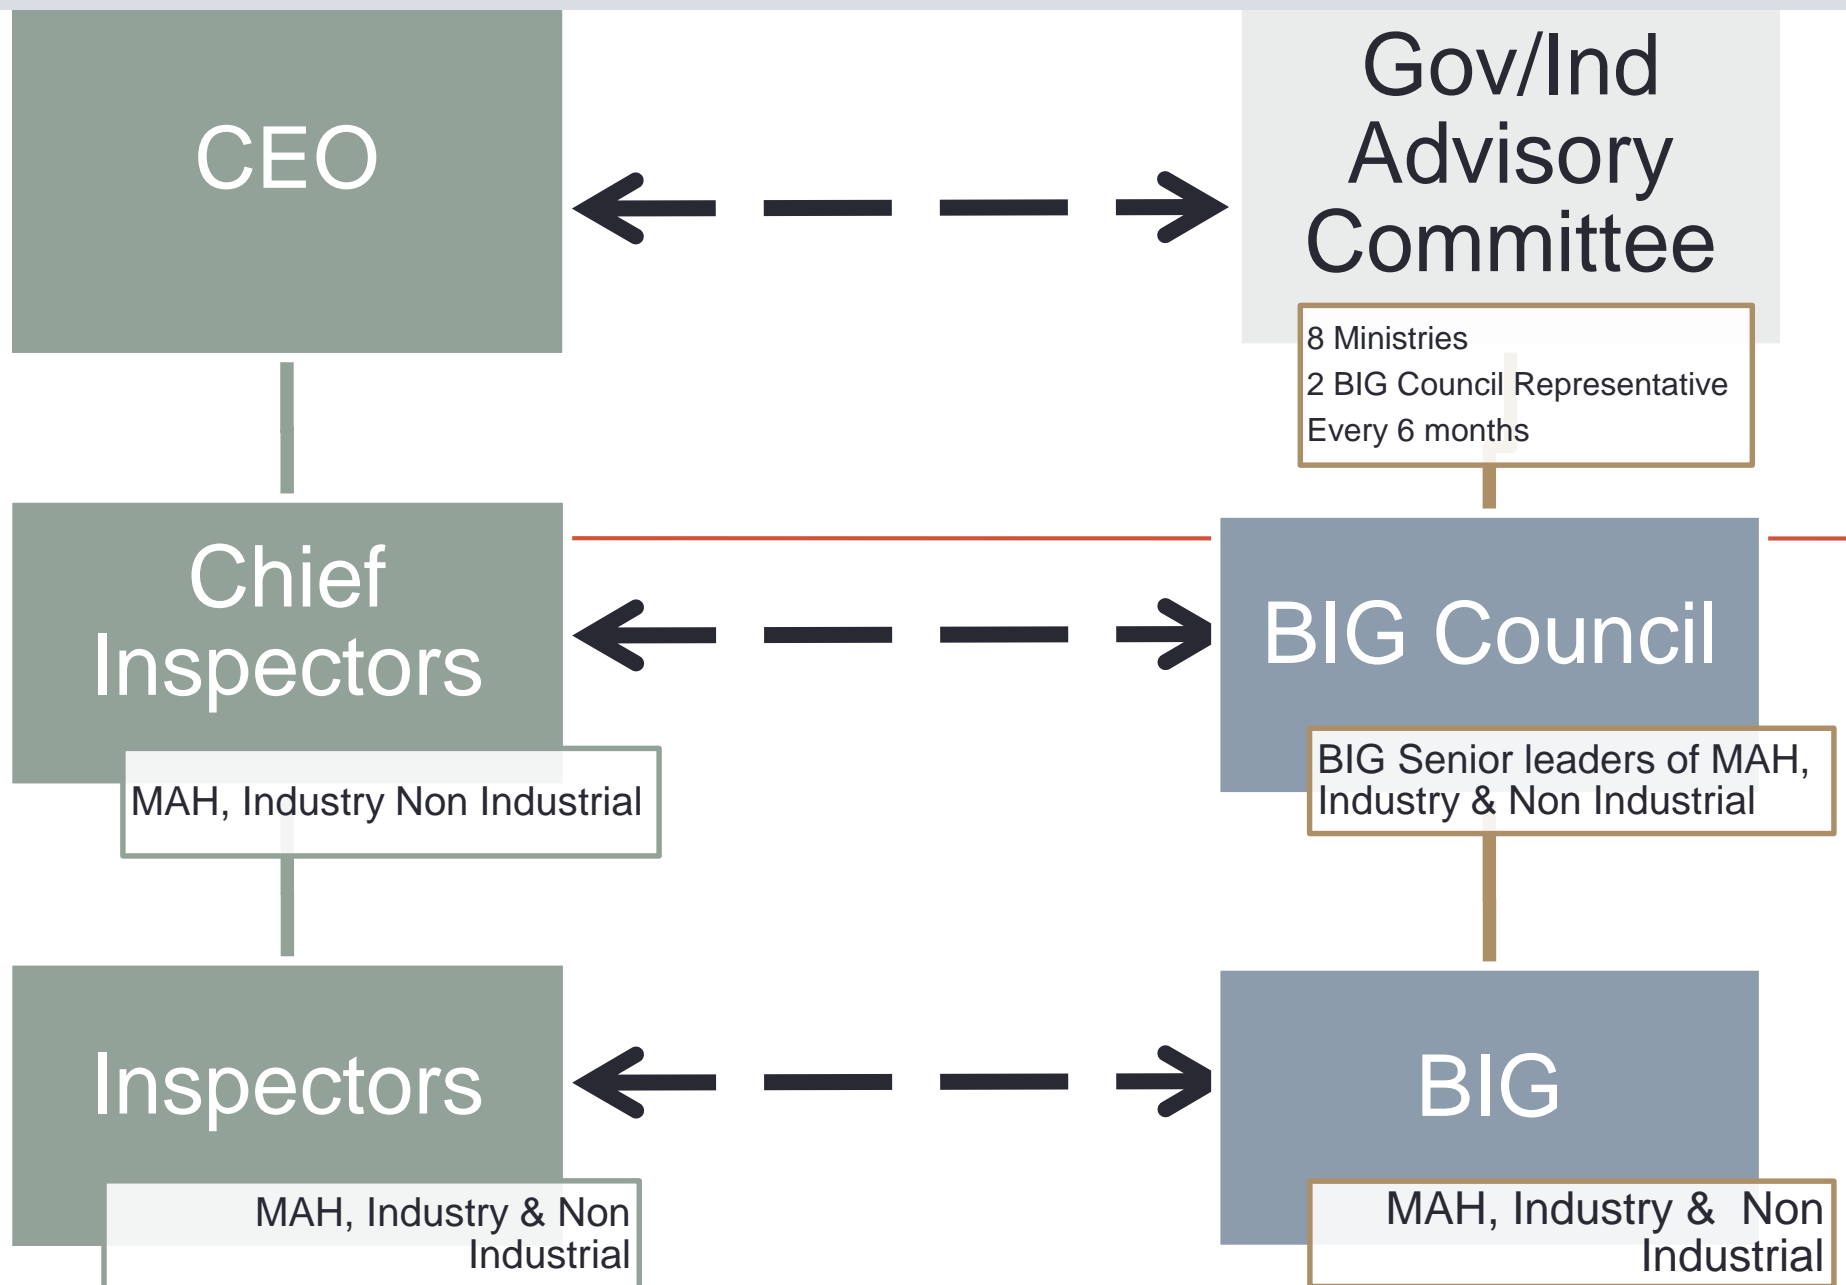 CEO
Gov/Ind
Advisory
Committee
8 Ministries
2 BIG Council Representative
Every 6 months
Chief
Inspectors
MAH, Industry Non Industrial
BIG Council
BIG Senior leaders of MAH,
Industry & Non Industrial
Inspectors
MAH, Industry & Non
Industrial
BIG
MAH, Industry &  Non
Industrial